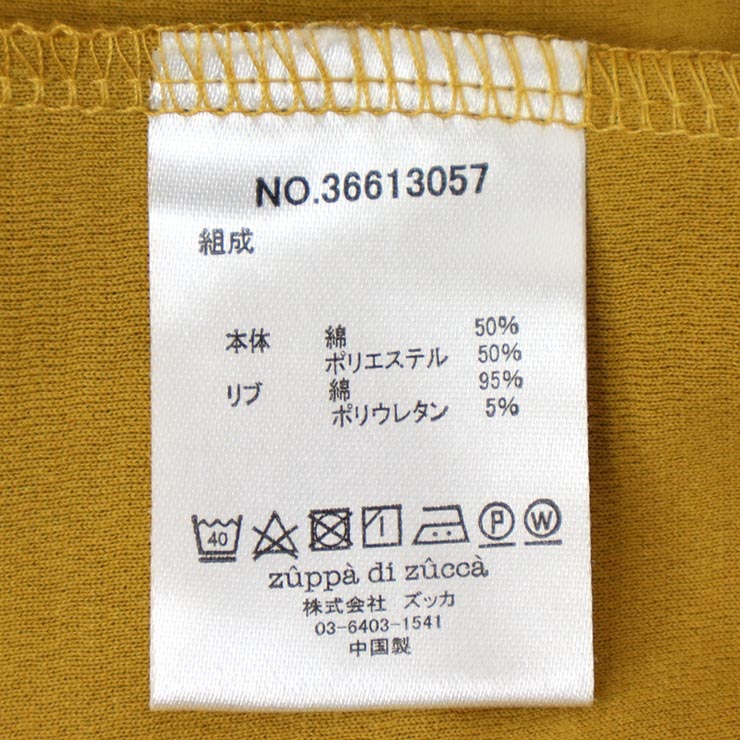 NO.36613057
組成
本体 綿 50%
ポリエステル 50%
リブ 綿 95%
ポリウレタン 5%
40 P W
zûppà di zûccà
株式会社 ズッカ
03-6403-1541
中国製